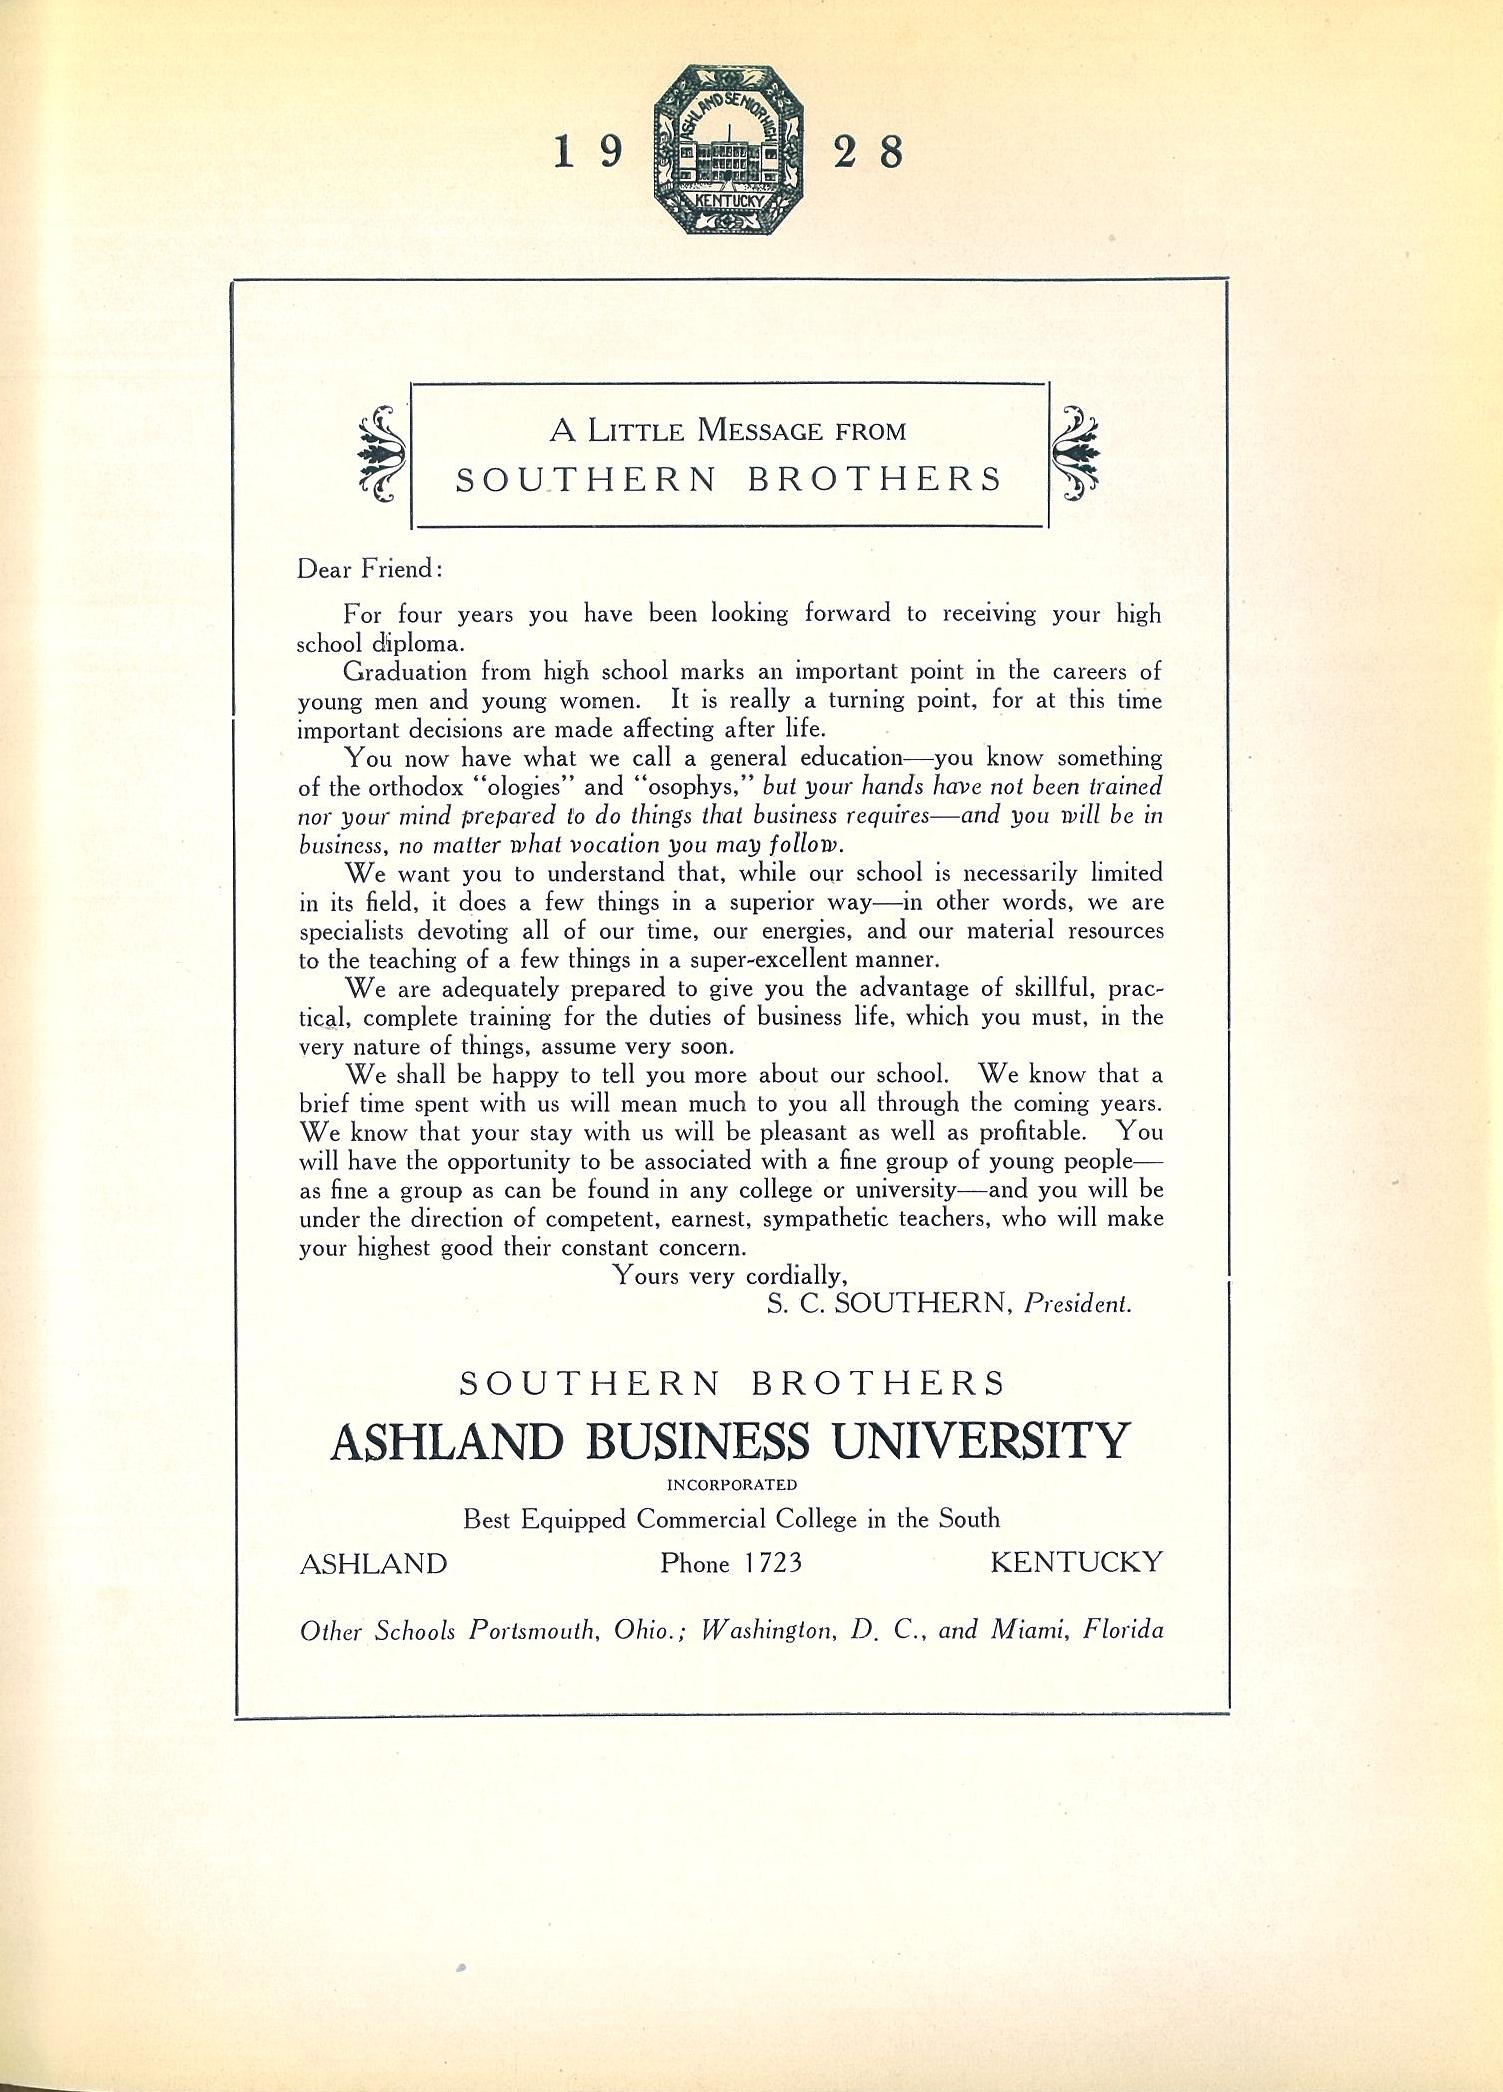 19 28
ASHLAND SENIOR HIGH
KENTUCKY
A LITTLE MESSAGE FROM
SOUTHERN BROTHERS
Dear Friend:
For four years you have been looking forward to receiving your high
school diploma.
Graduation from high school marks an important point in the careers of
young men and young women. It is really a turning point, for at this time
important decisions are made affecting after life.
You now have what we call a general education—you know something
of the orthodox "ologies" and "osophys," but your hands have not been trained
nor your mind prepared to do things that business requires—and you will be in
business, no matter what vocation you may follow.
We want you to understand that, while our school is necessarily limited
in its field, it does a few things in a superior way—in other words, we are
specialists devoting all of our time, our energies, and our material resources
to the teaching of a few things in a super-excellent manner.
We are adequately prepared to give you the advantage of skillful, prac-
tical, complete training for the duties of business life, which you must, in the
very nature of things, assume very soon.
We shall be happy to tell you more about our school. We know that a
brief time spent with us will mean much to you all through the coming years.
We know that your stay with us will be pleasant as well as profitable. You
will have the opportunity to be associated with a fine group of young people—
as fine a group as can be found in any college or university—and you will be
under the direction of competent, earnest, sympathetic teachers, who will make
your highest good their constant concern.
Yours very cordially,
S. C. SOUTHERN, President.
SOUTHERN BROTHERS
ASHLAND BUSINESS UNIVERSITY
INCORPORATED
Best Equipped Commercial College in the South
ASHLAND Phone 1723 KENTUCKY
Other Schools Portsmouth, Ohio.; Washington, D. C., and Miami, Florida